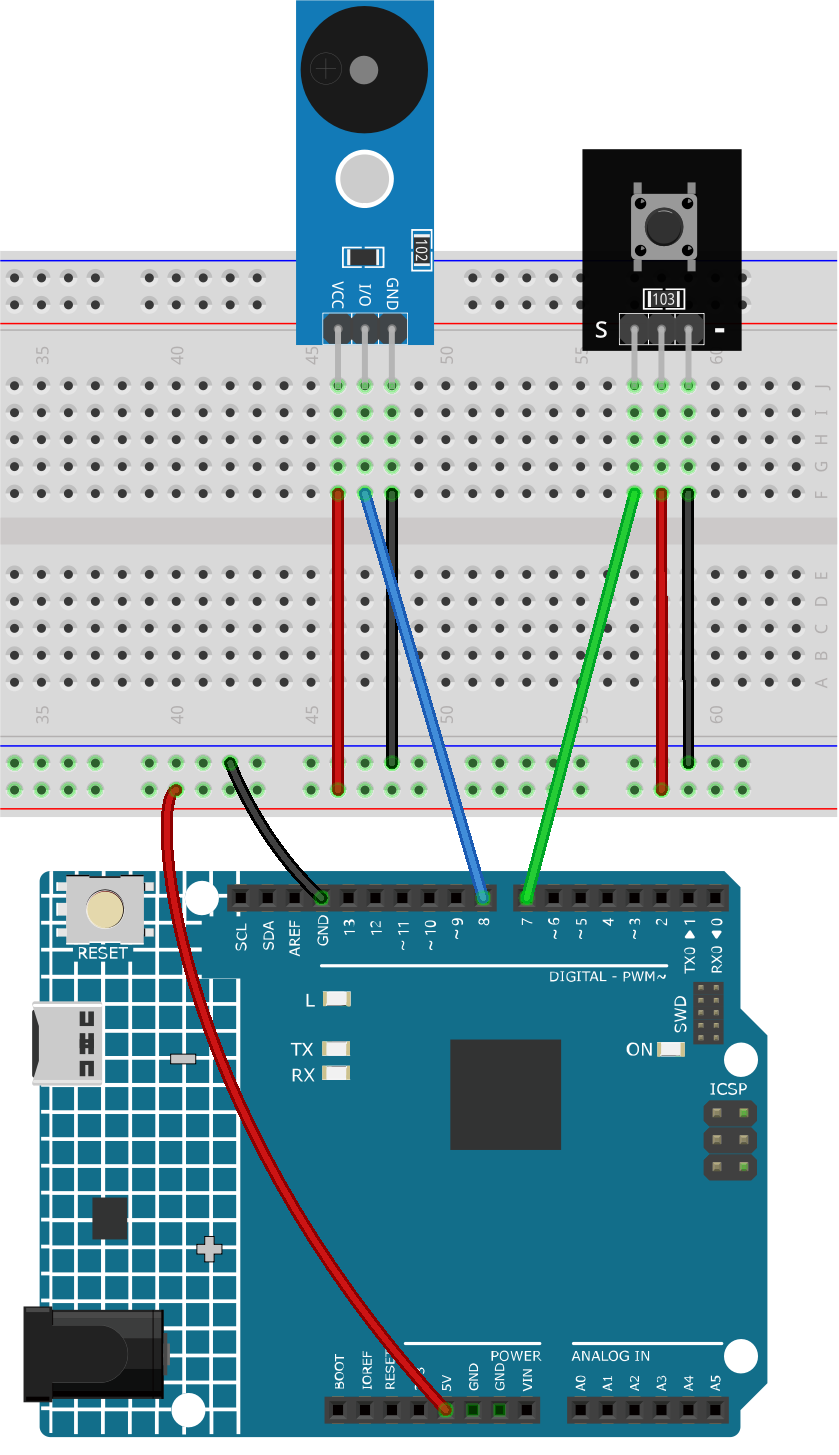 VCC I/O GND
102
103
S -
35 40 45 50 55 60
J
I
H
G
F
E
D
C
B
A
35 40 45 50 55 60
RESET
SCL SDA AREF GND 13 12 ~11 ~10 ~9 8 7 ~6 ~5 4 ~3 2 TX0▶1 RX0◀0
DIGITAL - PWM~
L
TX
RX
ON
SWD
ICSP
POWER
ANALOG IN
BOOT IOREF RESET 5V GND GND VIN A0 A1 A2 A3 A4 A5